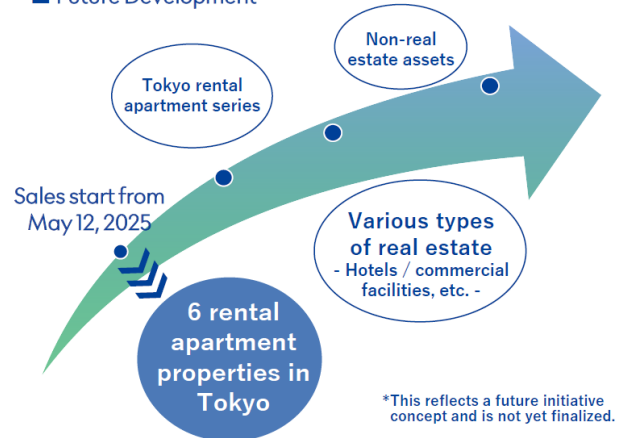 Future Development
Non-real
estate assets
Tokyo rental
apartment series
Sales start from
May 12, 2025
Various types
of real estate
- Hotels / commercial
facilities, etc. -
6 rental
apartment
properties in
Tokyo
*This reflects a future initiative
concept and is not yet finalized.